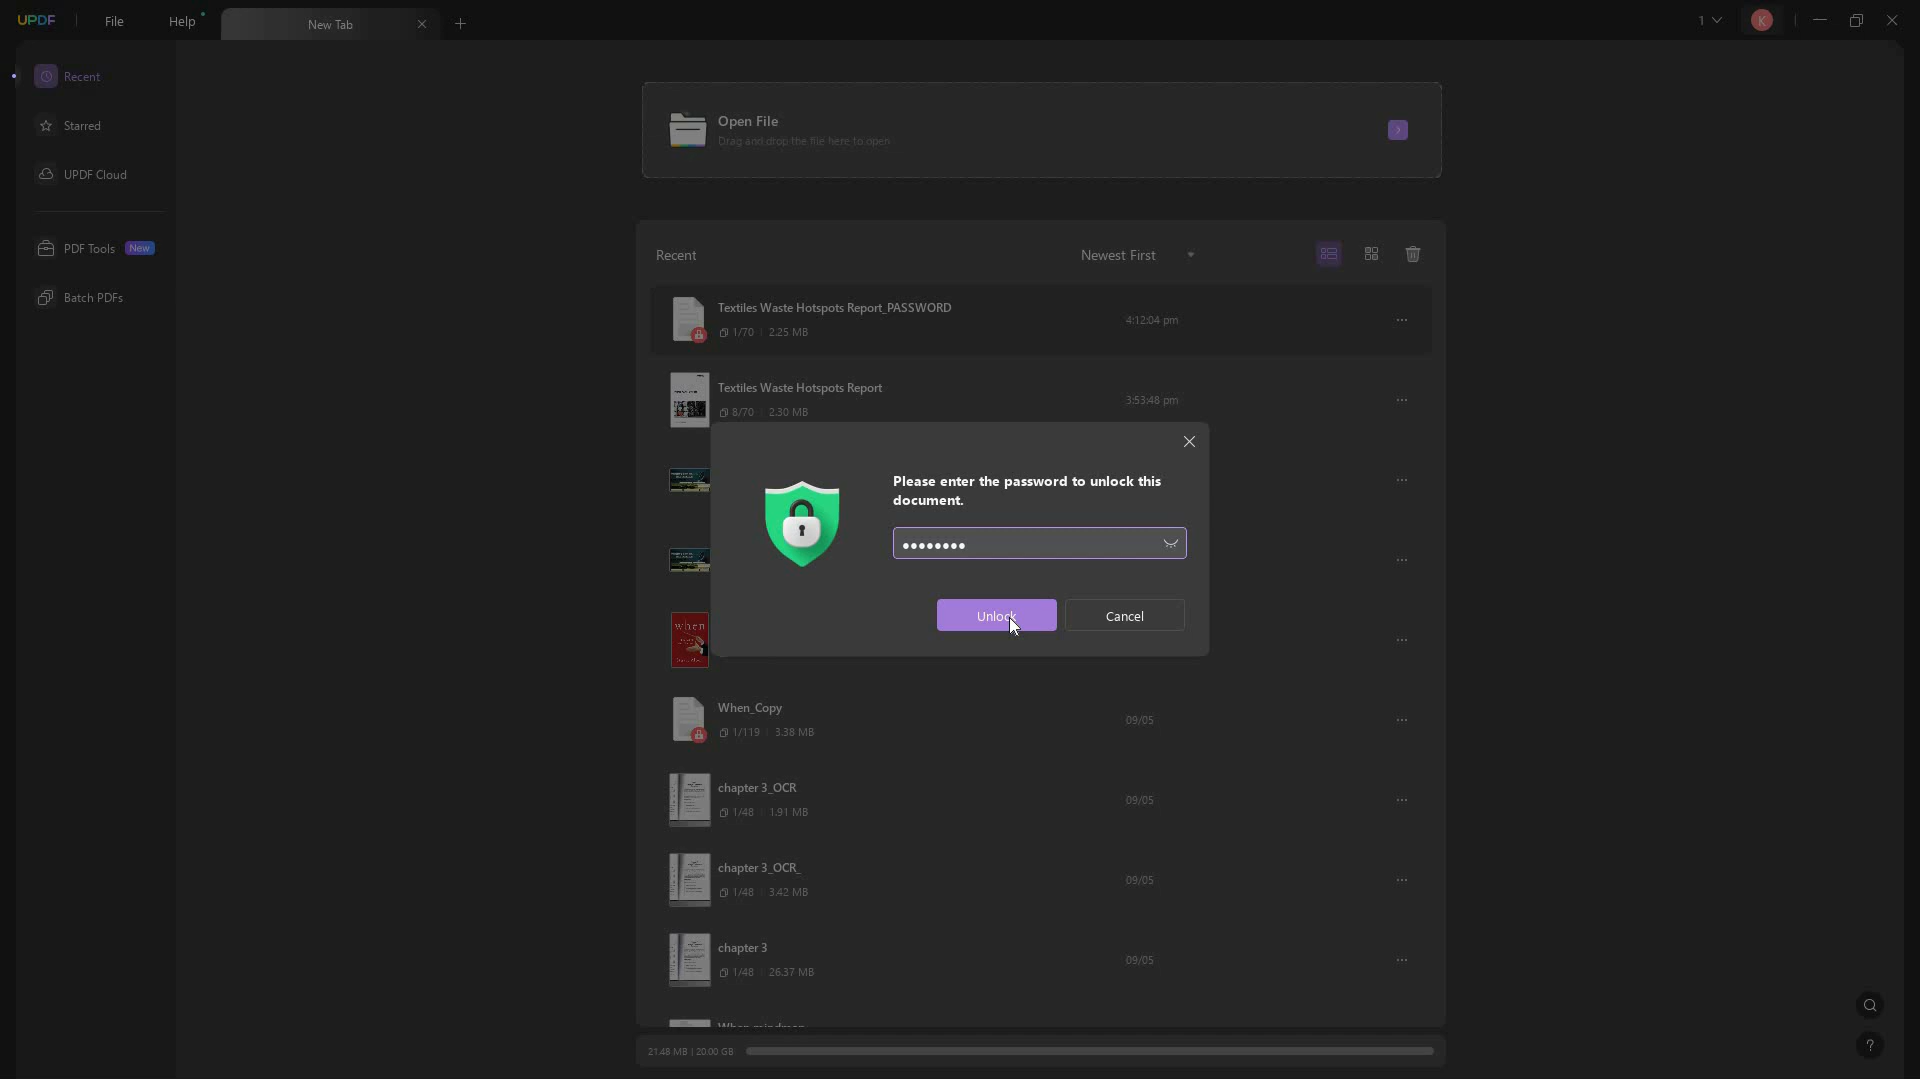 UPDF
File
Help
New Tab
1
K
Recent
Starred
UPDF Cloud
PDF Tools New
Batch PDFs
Open File
Drag and drop the file here to open
Recent
Newest First
Textiles Waste Hotspots Report_PASSWORD
1/70 | 2.25 MB
4:12:04 pm
Textiles Waste Hotspots Report
8/70 | 2.30 MB
3:53:48 pm
Please enter the password to unlock this
document.
Unlock
Cancel
when
When_Copy
1/119 | 3.38 MB
09/05
chapter 3_OCR
1/48 | 1.91 MB
09/05
chapter 3_OCR_
1/48 | 3.42 MB
09/05
chapter 3
1/48 | 26.37 MB
09/05
When mindmap
21.48 MB | 20.00 GB
?